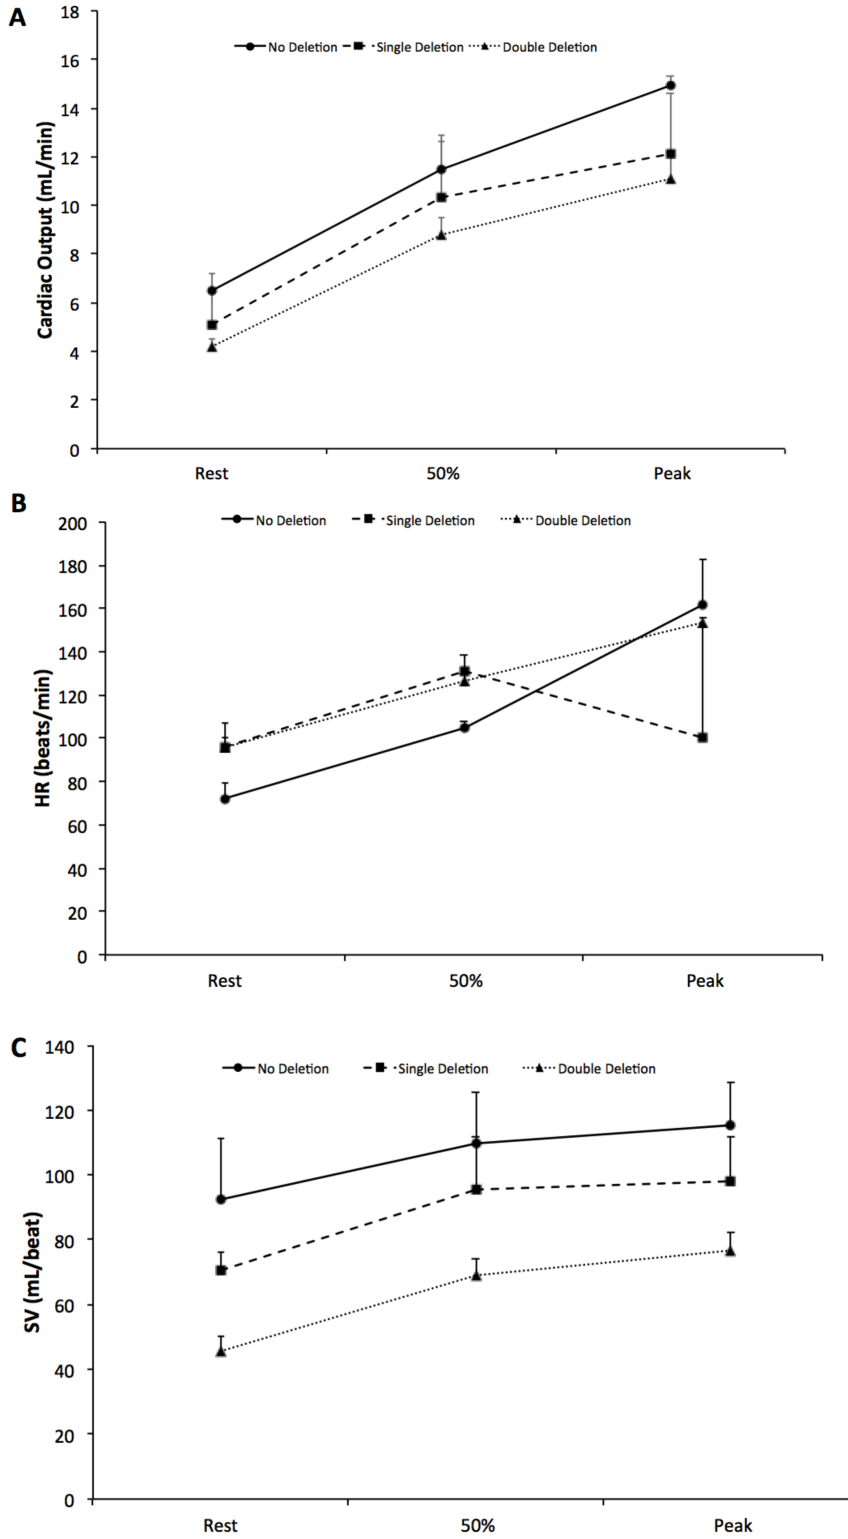 A
18
No Deletion Single Deletion Double Deletion
16
14
12
10
8
6
4
2
0
Cardiac Output (mL/min)
Rest 50% Peak
B
200
No Deletion Single Deletion Double Deletion
180
160
140
120
100
80
60
40
20
0
HR (beats/min)
Rest 50% Peak
C
140
No Deletion Single Deletion Double Deletion
120
100
80
60
40
20
0
SV (mL/beat)
Rest 50% Peak